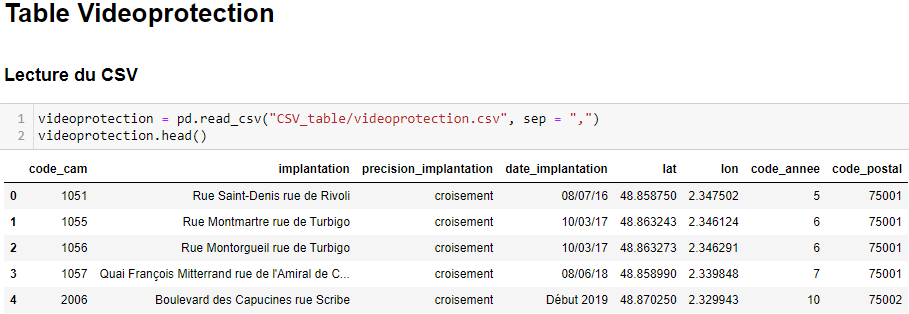 Table Videoprotection
Lecture du CSV
1 videoprotection = pd.read_csv("CSV_table/videoprotection.csv", sep = ",")
2 videoprotection.head()
code_cam implantation precision_implantation date_implantation lat lon code_annee code_postal
0 1051 Rue Saint-Denis rue de Rivoli croisement 08/07/16 48.858750 2.347502 5 75001
1 1055 Rue Montmartre rue de Turbigo croisement 10/03/17 48.863243 2.346124 6 75001
2 1056 Rue Montorgueil rue de Turbigo croisement 10/03/17 48.863273 2.346291 6 75001
3 1057 Quai François Mitterrand rue de l'Amiral de C... croisement 08/06/18 48.858990 2.339848 7 75001
4 2006 Boulevard des Capucines rue Scribe croisement Début 2019 48.870250 2.329943 10 75002